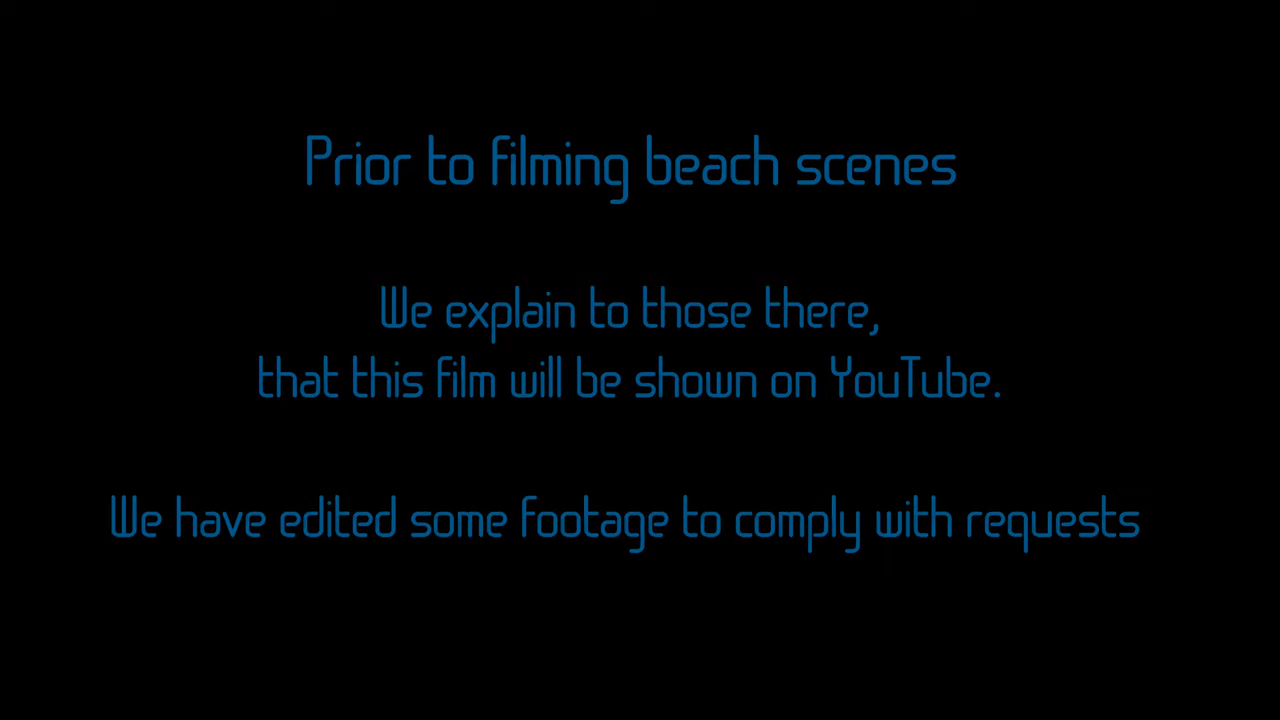 Prior to filming beach scenes
We explain to those there,
that this film will be shown on YouTube.
We have edited some footage to comply with requests